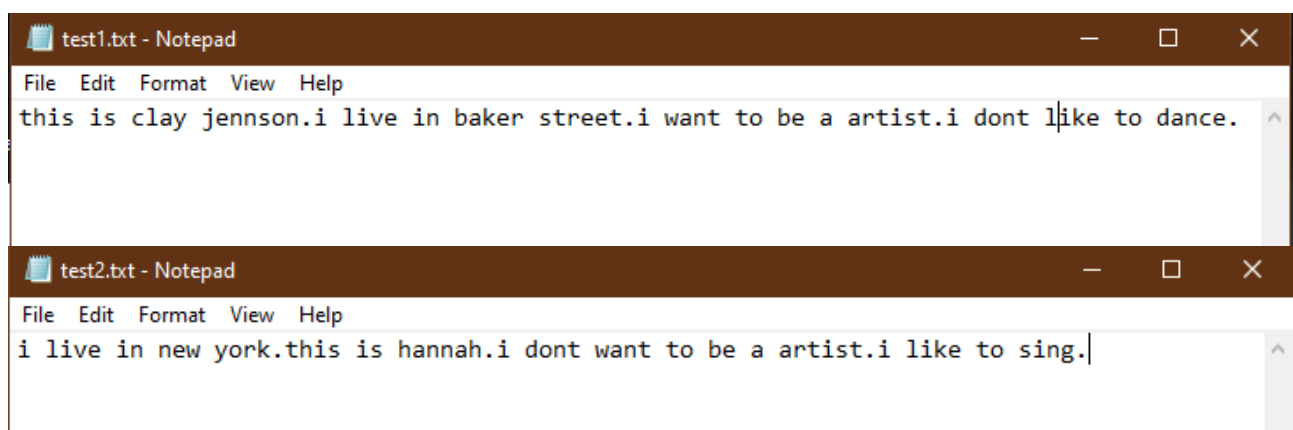 test1.txt - Notepad
File Edit Format View Help
this is clay jennson.i live in baker street.i want to be a artist.i dont like to dance.
test2.txt - Notepad
File Edit Format View Help
i live in new york.this is hannah.i dont want to be a artist.i like to sing.